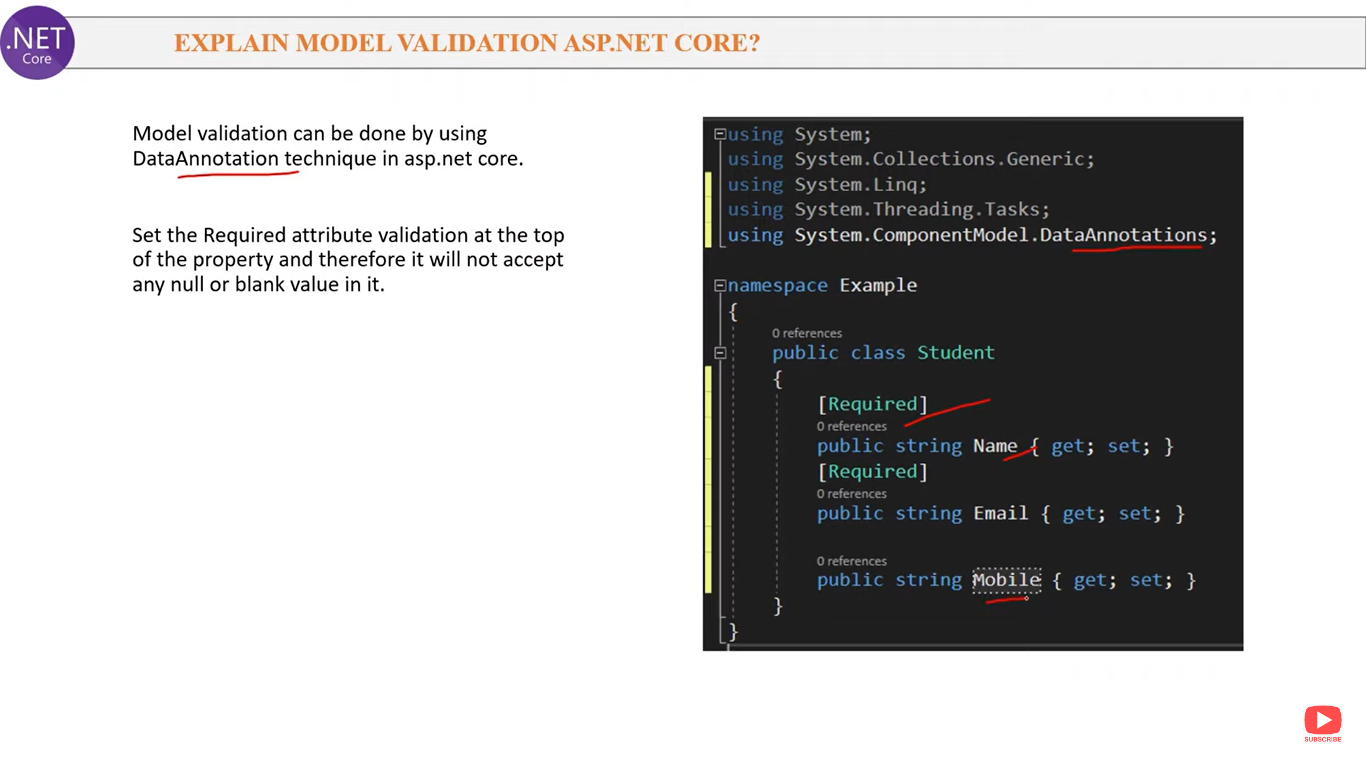 .NET
Core
EXPLAIN MODEL VALIDATION ASP.NET CORE?
Model validation can be done by using
DataAnnotation technique in asp.net core.
Set the Required attribute validation at the top
of the property and therefore it will not accept
any null or blank value in it.
using System;
using System.Collections.Generic;
using System.Linq;
using System.Threading.Tasks;
using System.ComponentModel.DataAnnotations;
namespace Example
{
0 references
public class Student
{
[Required]
0 references
public string Name { get; set; }
[Required]
0 references
public string Email { get; set; }
0 references
public string Mobile { get; set; }
}
}
SUBSCRIBE